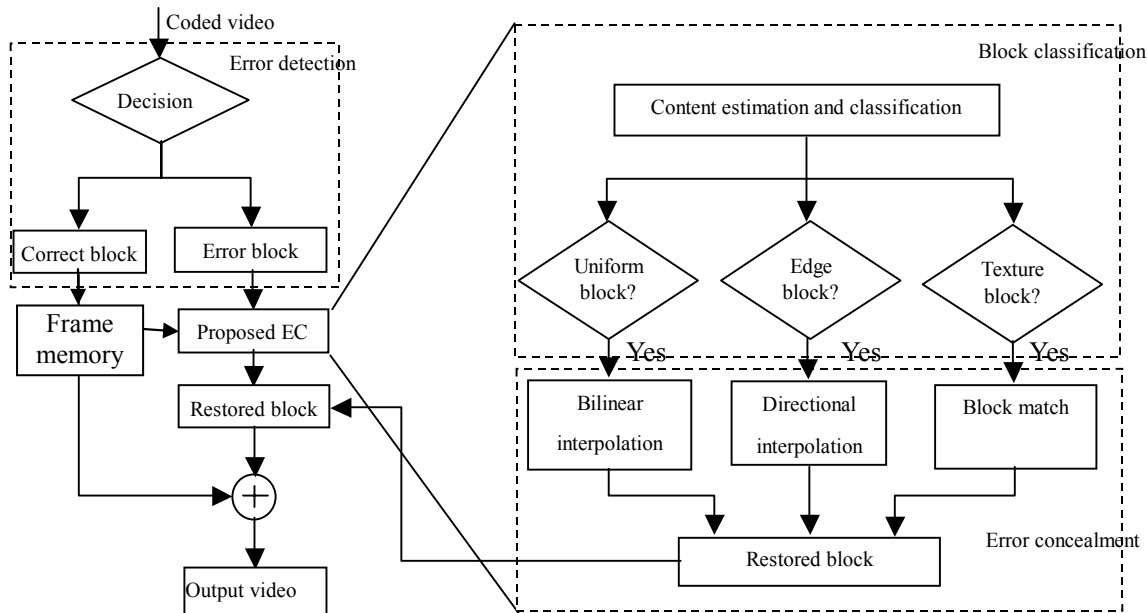 Coded video
Error detection
Decision
Correct block
Error block
Frame
memory
Proposed EC
Restored block
Output video
Block classification
Content estimation and classification
Uniform
block?
Edge
block?
Texture
block?
Yes
Yes
Yes
Bilinear
interpolation
Directional
interpolation
Block match
Restored block
Error concealment